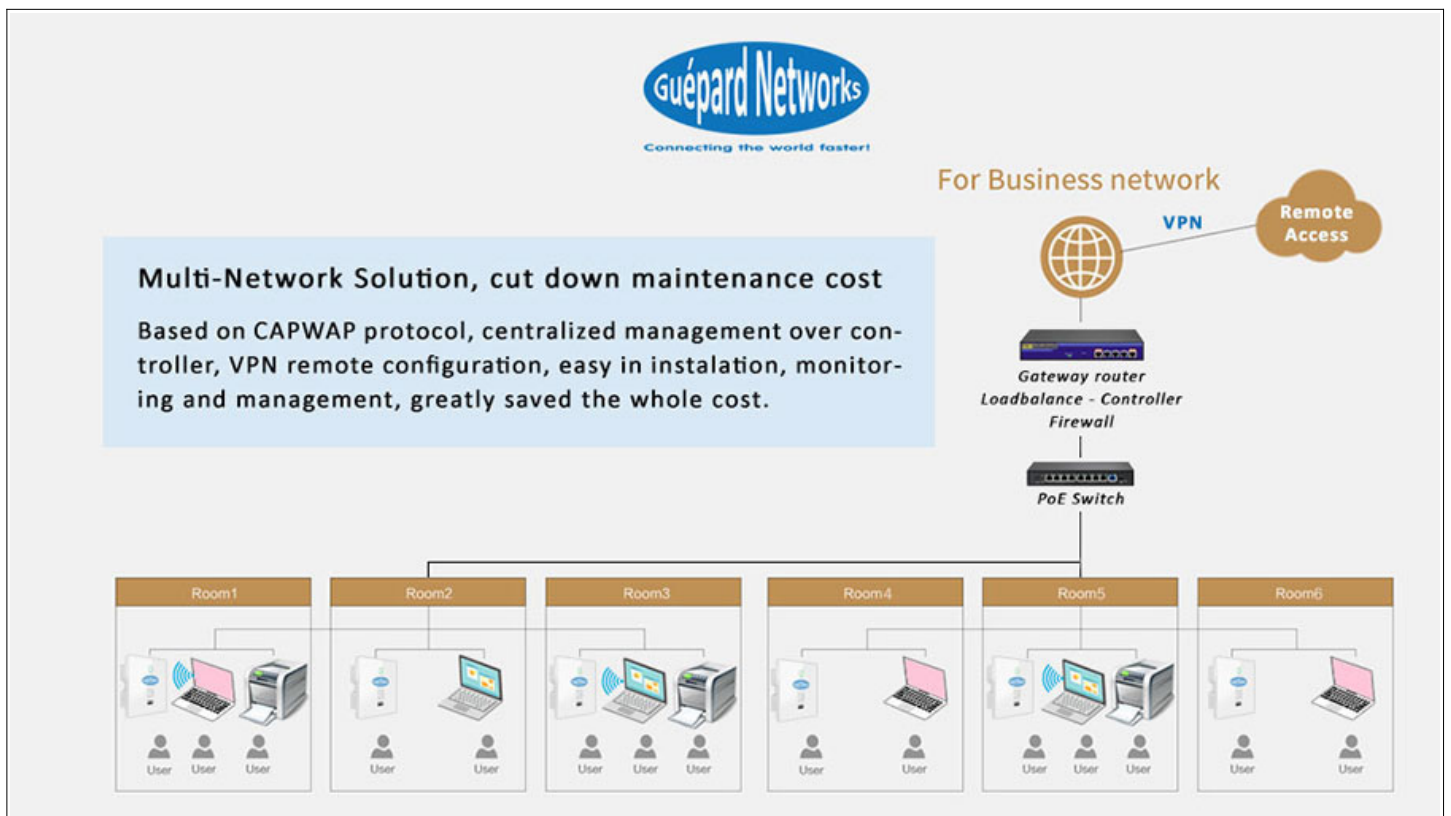 Guépard Networks
Connecting the world faster!
For Business network
VPN
Remote
Access
Multi-Network Solution, cut down maintenance cost
Based on CAPWAP protocol, centralized management over con-
troller, VPN remote configuration, easy in instalation, monitor-
ing and management, greatly saved the whole cost.
Gateway router
Loadbalance - Controller
Firewall
PoE Switch
Room1
Room2
Room3
Room4
Room5
Room6
User User User
User User
User User User
User User
User User User
User User